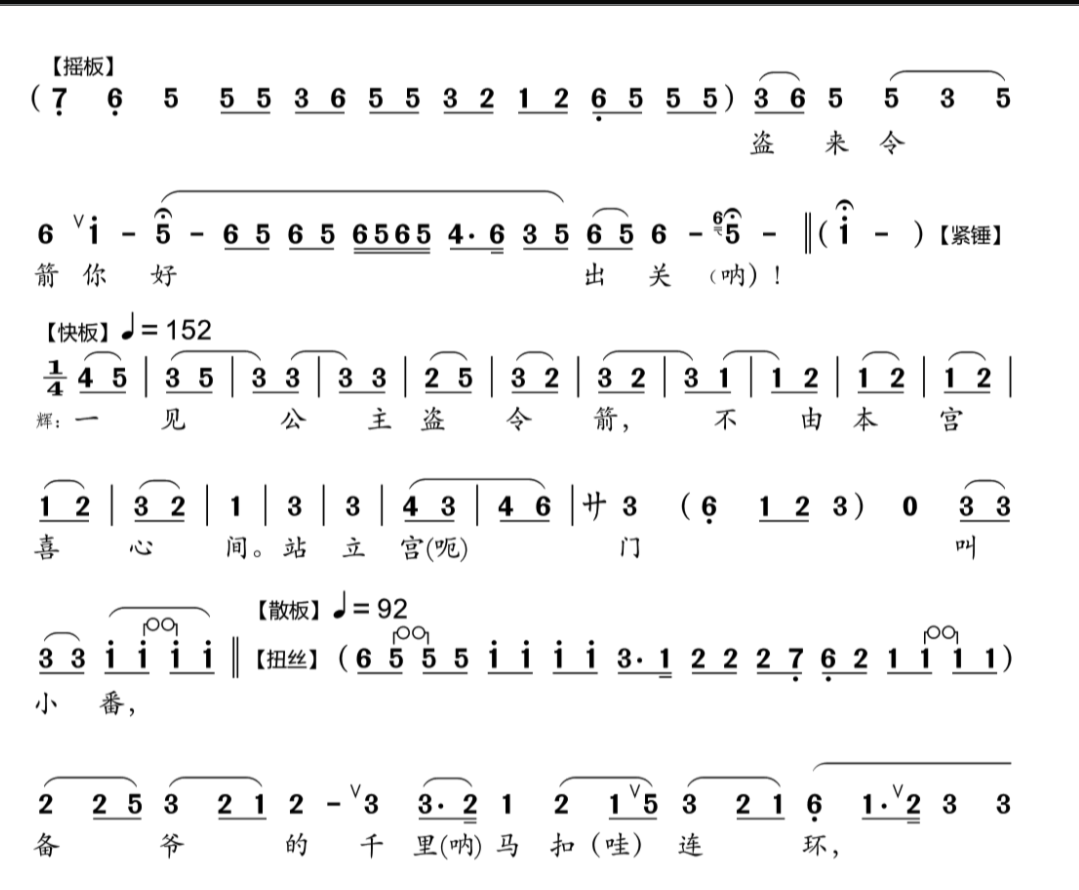 【摇板】
( 7 6 5 5 5 3 6 5 5 3 2 1 2 6 5 5 5 ) 3 6 5 5 3 5
盗 来 令
6 ∨ i - 5 - 6 5 6 5 6 5 6 5 4· 6 3 5 6 5 6 - 6 5 - ‖ ( i - ) 【紧锤】
箭 你 好 出 关 (呐)!
【快板】♩= 152
1/4 4 5 | 3 5 | 3 3 | 3 3 | 2 5 | 3 2 | 3 2 | 3 1 | 1 2 | 1 2 | 1 2 |
辉: 一 见 公 主 盗 令 箭, 不 由 本 宫
1 2 | 3 2 | 1 | 3 | 3 | 4 3 | 4 6 | 廾 3 ( 6 1 2 3 ) 0 3 3
喜 心 间。站 立 宫(呃) 门 叫
【散板】♩= 92
3 3 i i i i ‖ 【扭丝】( 6 5 5 5 i i i i 3· 1 2 2 2 7 6 2 1 1 1 1 )
小 番,
2 2 5 3 2 1 2 - ∨ 3 3· 2 1 2 1 ∨ 5 3 2 1 6 1· ∨ 2 3 3
备 爷 的 千 里(呐) 马 扣 (哇) 连 环,